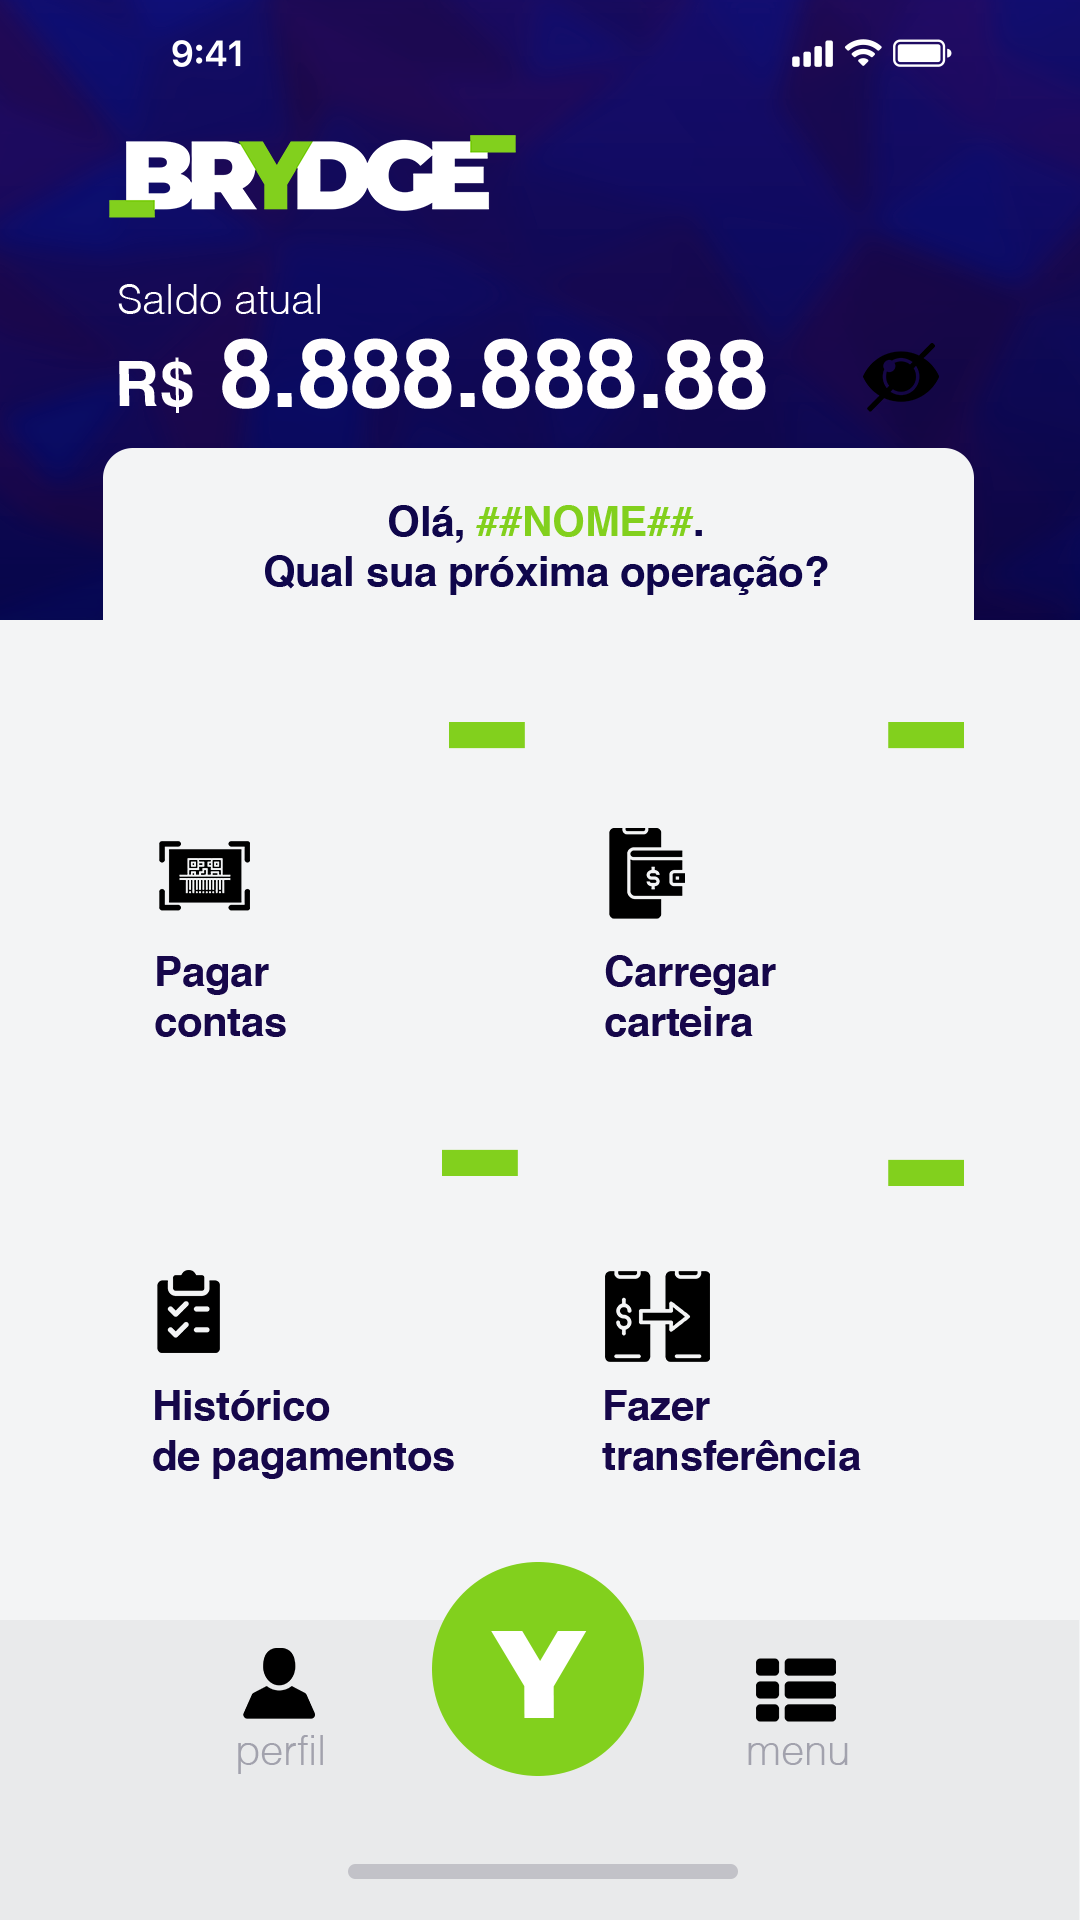 9:41
BRYDGE
Saldo atual
R$ 8.888.888.88
Olá, ##NOME##.
Qual sua próxima operação?
$
Pagar
contas
Carregar
carteira
$
Histórico
de pagamentos
Fazer
transferência
Y
perfil
menu